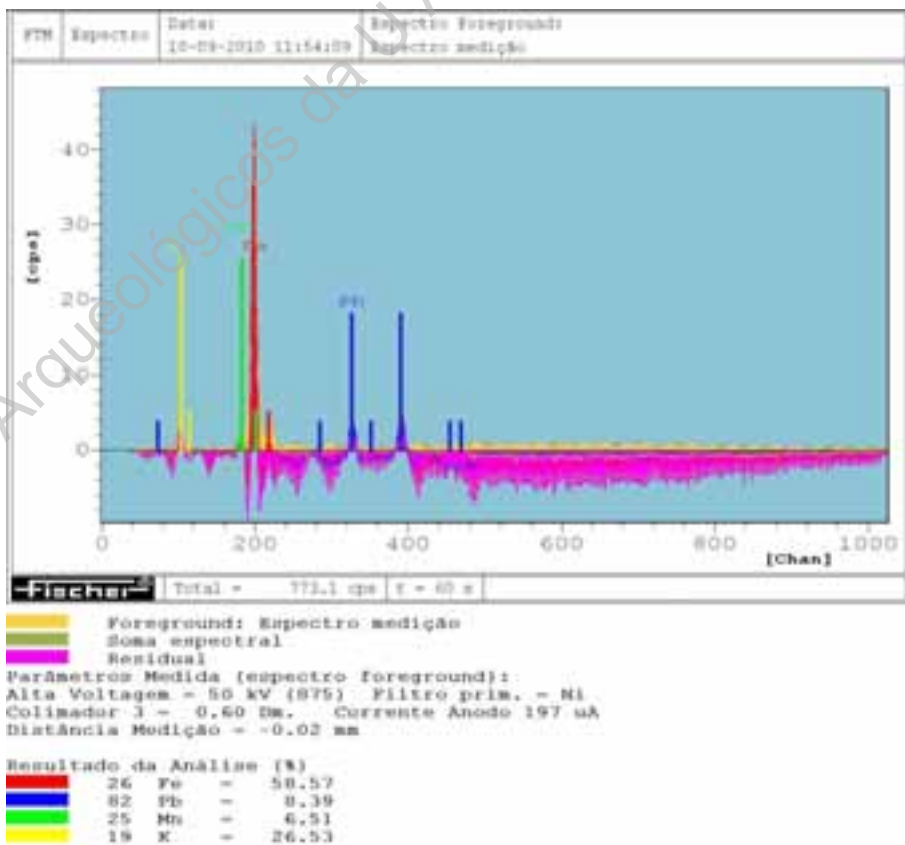 FTM Espectro Data: Espectro Foreground:
10-09-2010 11:54:09 Espectro medição
Arqueológicos da
[cps]
40
30
20
10
0
Fe
Pb
0 200 400 600 800 1000
[Chan]
Fischer Total = 773.1 cps t = 60 s
Foreground: Espectro medição
Soma espectral
Residual
Parâmetros Medida (espectro foreground):
Alta Voltagem = 50 kV (875) Filtro prim. = Ni
Colimador 3 = 0.60 Dm. Corrente Anodo 197 uA
Distância Medição = -0.02 mm
Resultado da Análise (%)
26 Fe = 58.57
82 Pb = 8.39
25 Mn = 6.51
19 K = 26.53